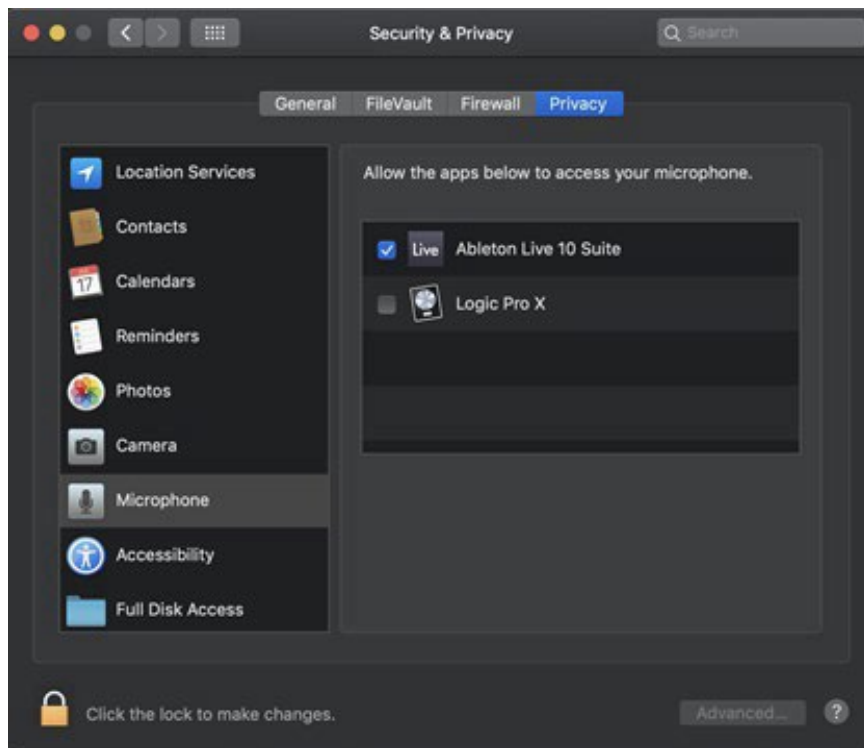 Security & Privacy
Search
General FileVault Firewall Privacy
Location Services
Contacts
17
Calendars
Reminders
Photos
Camera
Microphone
Accessibility
Full Disk Access
Allow the apps below to access your microphone.
Live Ableton Live 10 Suite
Logic Pro X
Click the lock to make changes.
Advanced...
?